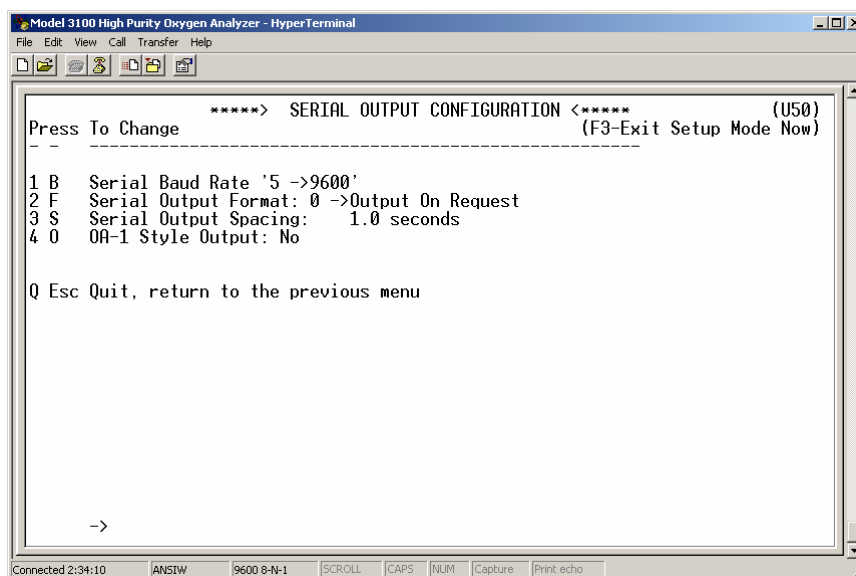 Model 3100 High Purity Oxygen Analyzer - HyperTerminal
File Edit View Call Transfer Help
*****> SERIAL OUTPUT CONFIGURATION <***** (U50)
Press To Change (F3-Exit Setup Mode Now)
- - -------------------------------------------------------
1 B Serial Baud Rate '5 ->9600'
2 F Serial Output Format: 0 ->Output On Request
3 S Serial Output Spacing: 1.0 seconds
4 O OA-1 Style Output: No
Q Esc Quit, return to the previous menu
->
Connected 2:34:10 ANSIW 9600 8-N-1 SCROLL CAPS NUM Capture Print echo